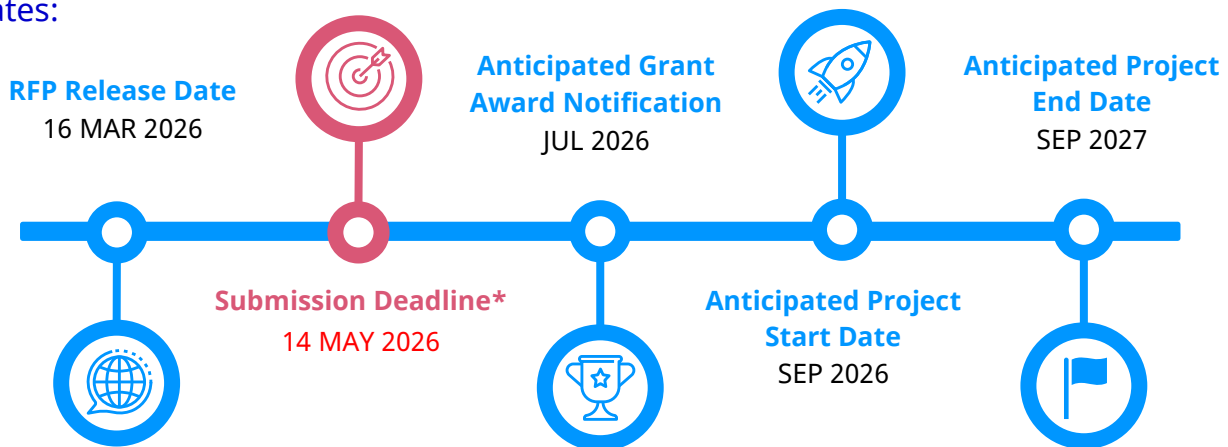 RFP Release Date
16 MAR 2026
Submission Deadline*
14 MAY 2026
Anticipated Grant
Award Notification
JUL 2026
Anticipated Project
Start Date
SEP 2026
Anticipated Project
End Date
SEP 2027